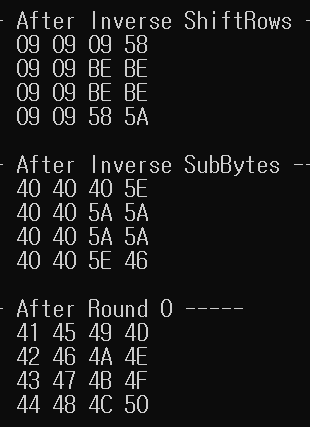 - After Inverse ShiftRows -
09 09 09 58
09 09 BE BE
09 09 BE BE
09 09 58 5A
- After Inverse SubBytes --
40 40 40 5E
40 40 5A 5A
40 40 5A 5A
40 40 5E 46
- After Round 0 -----
41 45 49 4D
42 46 4A 4E
43 47 4B 4F
44 48 4C 50